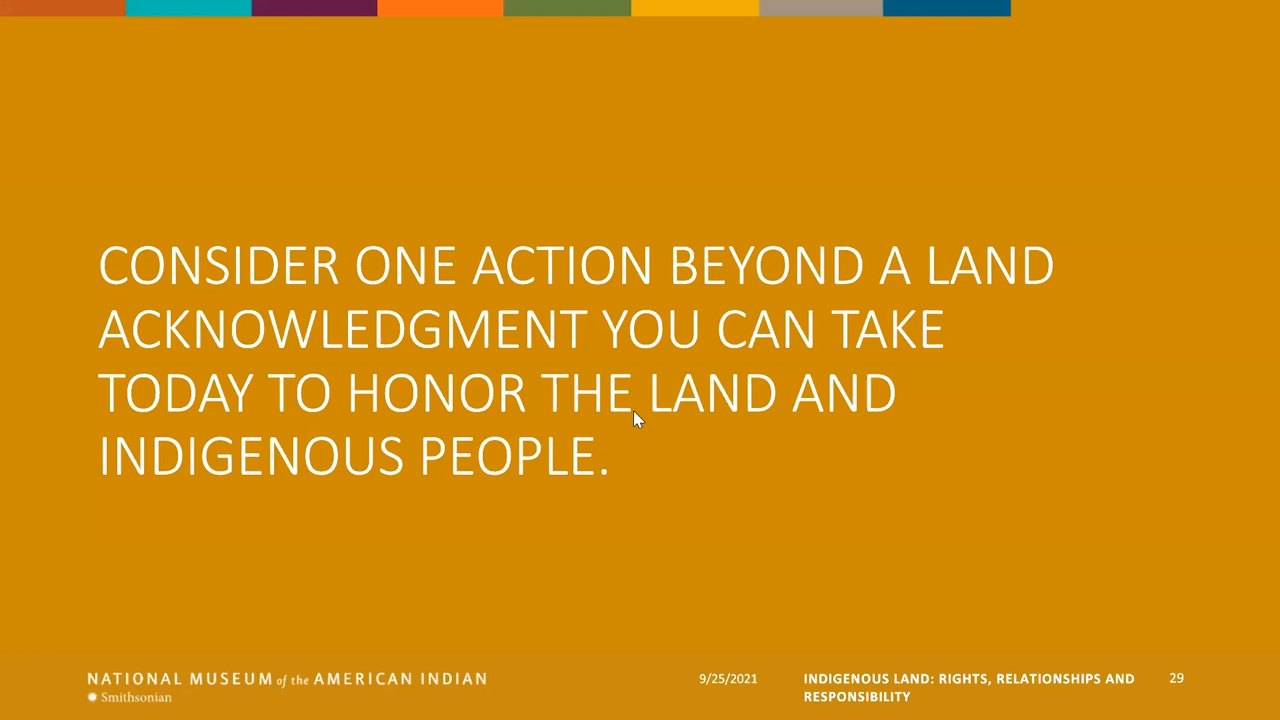 CONSIDER ONE ACTION BEYOND A LAND
ACKNOWLEDGMENT YOU CAN TAKE
TODAY TO HONOR THE LAND AND
INDIGENOUS PEOPLE.
NATIONAL MUSEUM of the AMERICAN INDIAN
Smithsonian
9/25/2021
INDIGENOUS LAND: RIGHTS, RELATIONSHIPS AND
RESPONSIBILITY
29